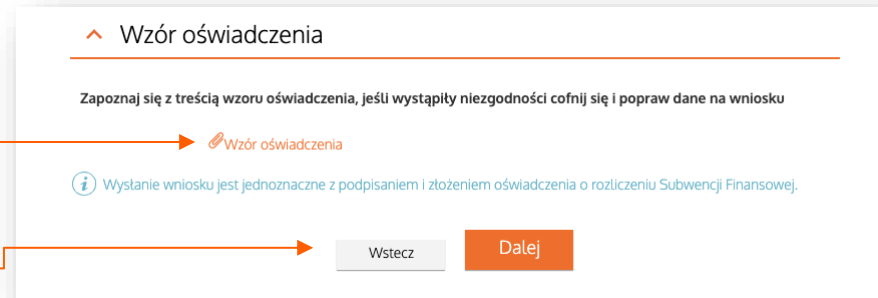 Wzór oświadczenia
Zapoznaj się z treścią wzoru oświadczenia, jeśli wystąpiły niezgodności cofnij się i popraw dane na wniosku
Wzór oświadczenia
Wysłanie wniosku jest jednoznaczne z podpisaniem i złożeniem oświadczenia o rozliczeniu Subwencji Finansowej.
Wstecz Dalej